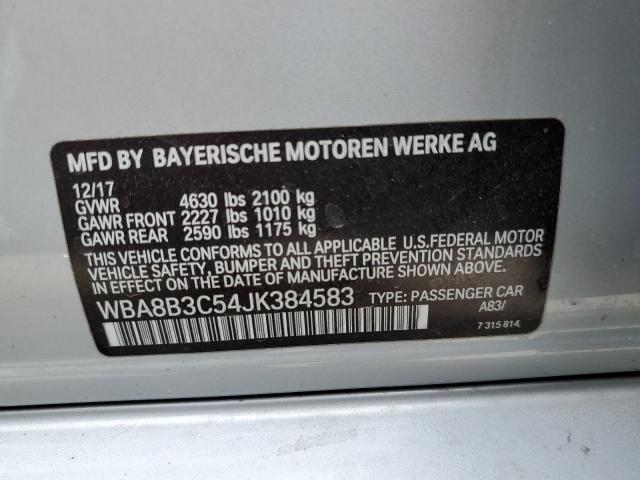 MFD BY BAYERISCHE MOTOREN WERKE AG
12/17
GVWR 4630 lbs 2100 kg
GAWR FRONT 2227 lbs 1010 kg
GAWR REAR 2590 lbs 1175 kg
THIS VEHICLE CONFORMS TO ALL APPLICABLE U.S.FEDERAL MOTOR
VEHICLE SAFETY, BUMPER AND THEFT PREVENTION STANDARDS
IN EFFECT ON THE DATE OF MANUFACTURE SHOWN ABOVE.
WBA8B3C54JK384583 TYPE: PASSENGER CAR
A83/
7 315 814.